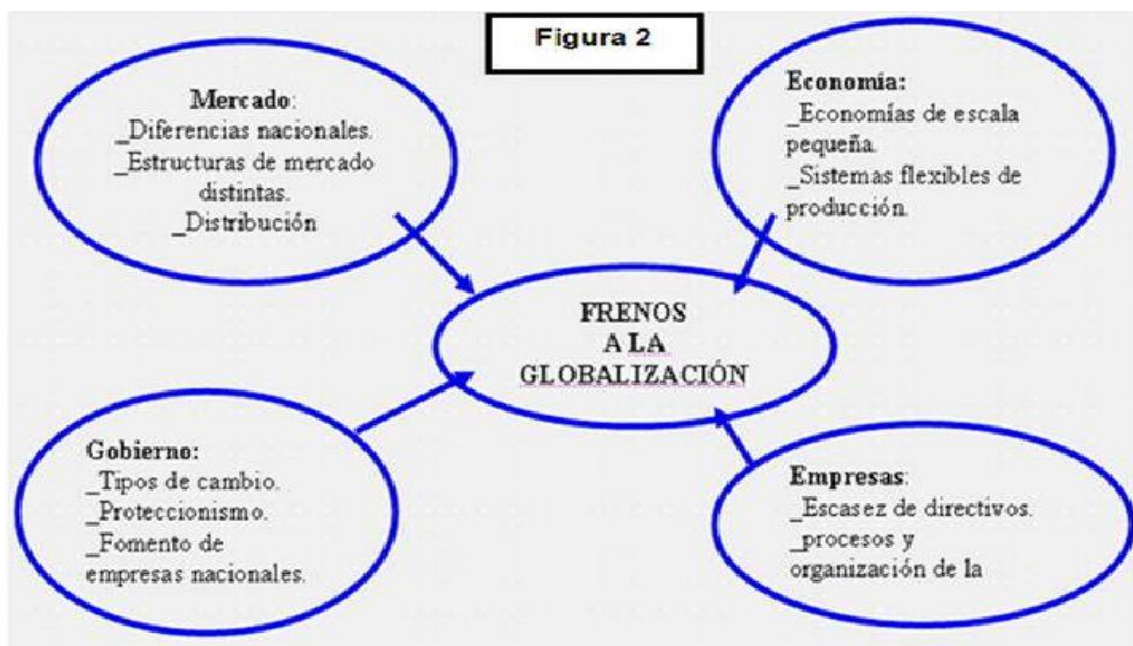 Figura 2
Mercado:
_Diferencias nacionales.
_Estructuras de mercado
distintas.
_Distribución
Economía:
_Economías de escala
pequeña.
_Sistemas flexibles de
producción.
FRENOS
A LA
GLOBALIZACIÓN
Gobierno:
_Tipos de cambio.
_Proteccionismo.
_Fomento de
empresas nacionales.
Empresas:
_Escasez de directivos.
_procesos y
organización de la